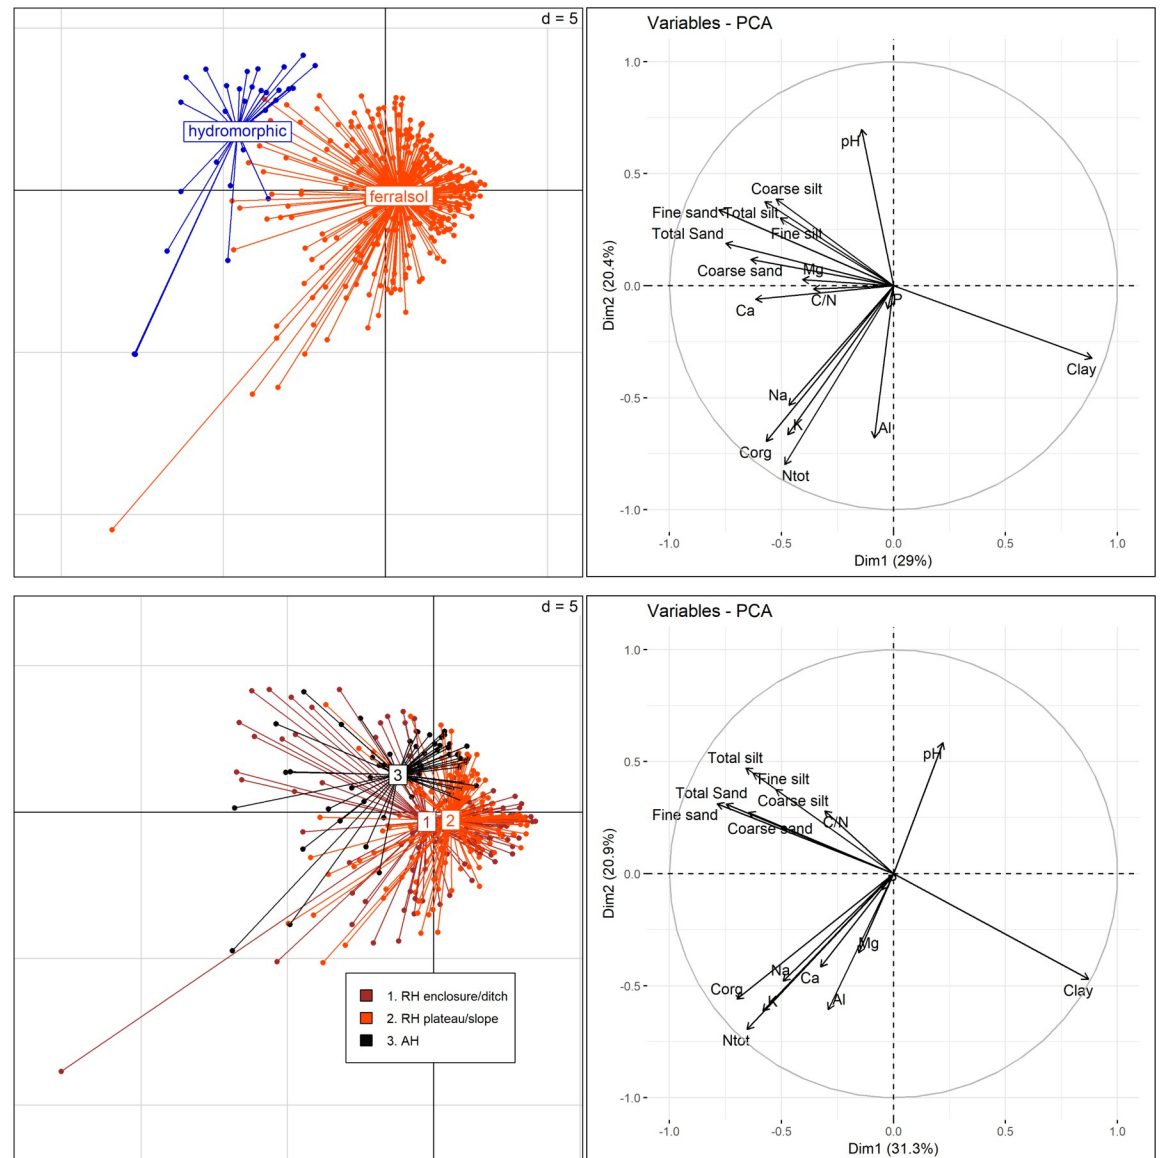 d = 5
hydromorphic
ferralsol
Variables - PCA
1.0
pH
0.5
Coarse silt
Fine sand
Total silt
Total Sand
Fine silt
Coarse sand
Mg
Dim2 (20.4%)
0.0
C/N
P
Ca
Clay
Na
-0.5
K
Al
Corg
Ntot
-1.0
-1.0
-0.5
0.0
0.5
1.0
Dim1 (29%)
d = 5
3
1
2
1. RH enclosure/ditch
2. RH plateau/slope
3. AH
Variables - PCA
1.0
pH
Total silt
0.5
Fine silt
Total Sand
Coarse silt
Fine sand
C/N
Coarse sand
Dim2 (20.9%)
0.0
P
Mg
Na
Ca
-0.5
Corg
Clay
K
Al
Ntot
-1.0
-1.0
-0.5
0.0
0.5
1.0
Dim1 (31.3%)